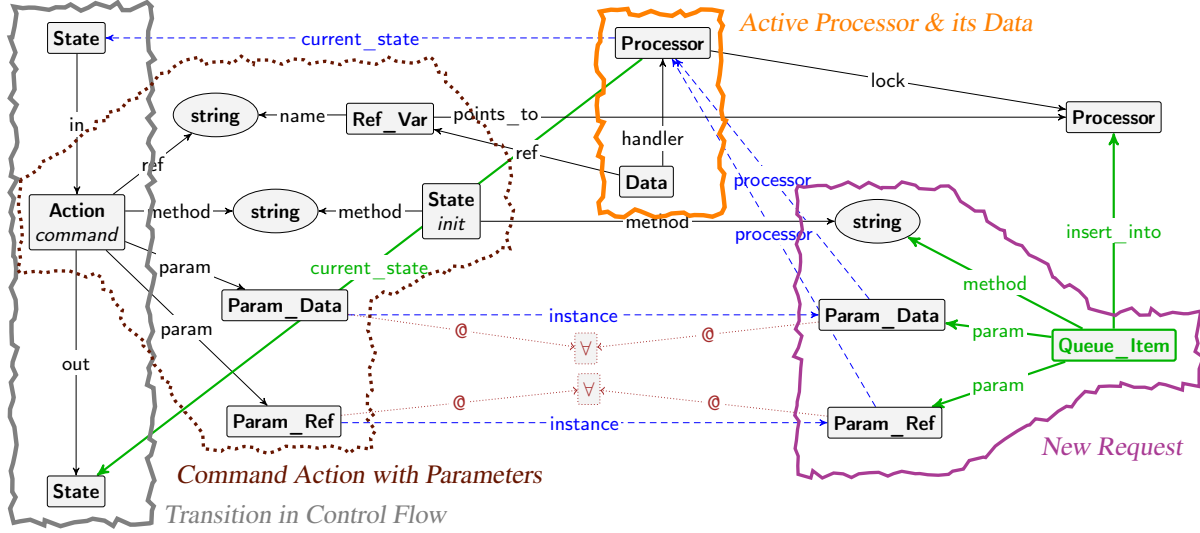 Active Processor & its Data
State
current_state
Processor
lock
string
name
Ref_Var
points_to
Processor
in
handler
ref
ref
Data
processor
Action
command
method
string
method
State
init
method
string
processor
insert_into
param
current_state
method
Param_Data
instance
Param_Data
param
@
@
param
∀
Queue_Item
out
∀
param
@
@
Param_Ref
instance
Param_Ref
New Request
Command Action with Parameters
State
Transition in Control Flow